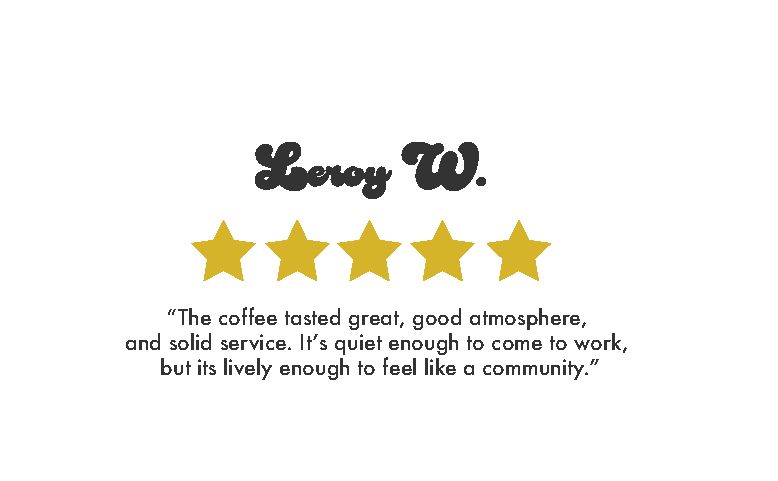 Leroy W.
“The coffee tasted great, good atmosphere,
and solid service. It’s quiet enough to come to work,
but its lively enough to feel like a community.”